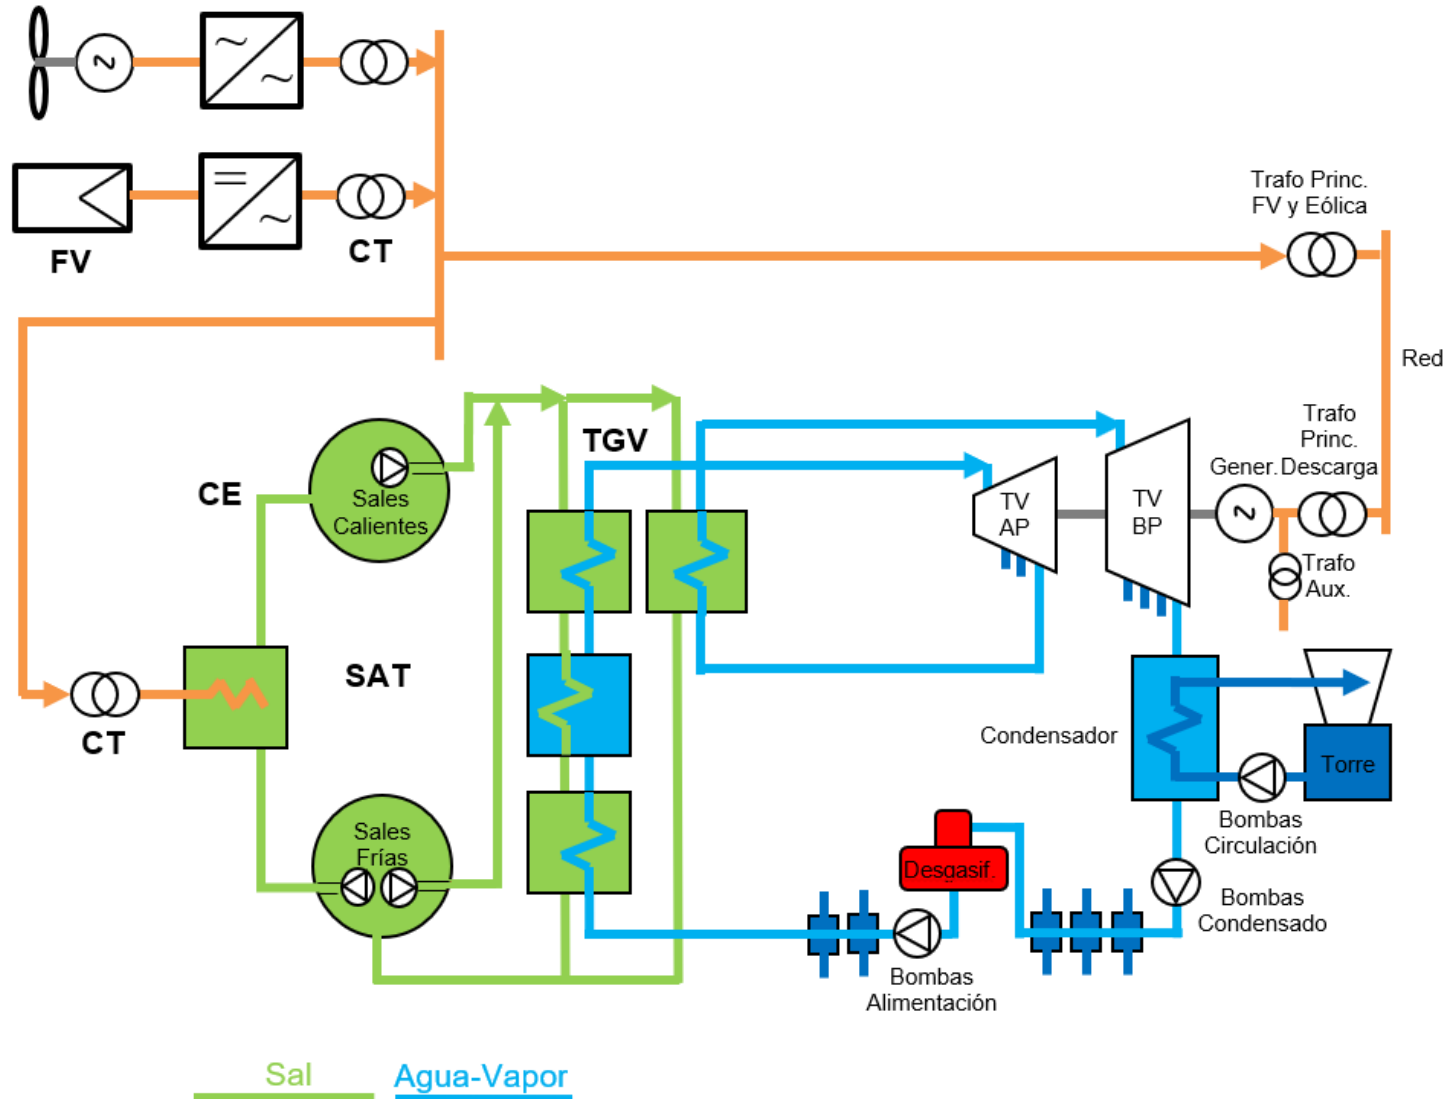 Trafo Princ.
FV y Eólica
FV
CT
Red
Trafo
Princ.
Gener. Descarga
TGV
CE
Sales
Calientes
TV
AP
TV
BP
Trafo
Aux.
SAT
CT
Condensador
Torre
Bombas
Circulación
Sales
Frías
Desgasif.
Bombas
Condensado
Bombas
Alimentación
Sal
Agua-Vapor